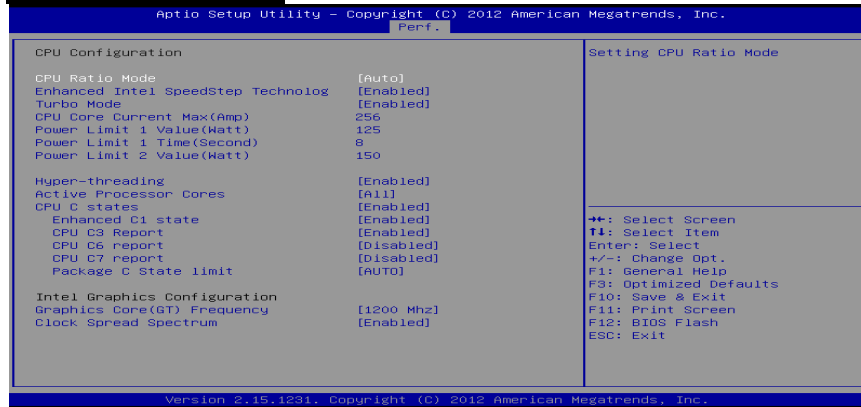 Aptio Setup Utility – Copyright (C) 2012 American Megatrends, Inc.
Perf.
CPU Configuration
CPU Ratio Mode [Auto]
Enhanced Intel SpeedStep Technolog [Enabled]
Turbo Mode [Enabled]
CPU Core Current Max(Amp) 256
Power Limit 1 Value(Watt) 125
Power Limit 1 Time(Second) 8
Power Limit 2 Value(Watt) 150
Hyper-threading [Enabled]
Active Processor Cores [All]
CPU C states [Enabled]
Enhanced C1 state [Enabled]
CPU C3 Report [Enabled]
CPU C6 report [Disabled]
CPU C7 report [Disabled]
Package C State limit [AUTO]
Intel Graphics Configuration
Graphics Core(GT) Frequency [1200 Mhz]
Clock Spread Spectrum [Enabled]
Setting CPU Ratio Mode
→←: Select Screen
↑↓: Select Item
Enter: Select
+/-: Change Opt.
F1: General Help
F3: Optimized Defaults
F10: Save & Exit
F11: Print Screen
F12: BIOS Flash
ESC: Exit
Version 2.15.1231. Copyright (C) 2012 American Megatrends, Inc.